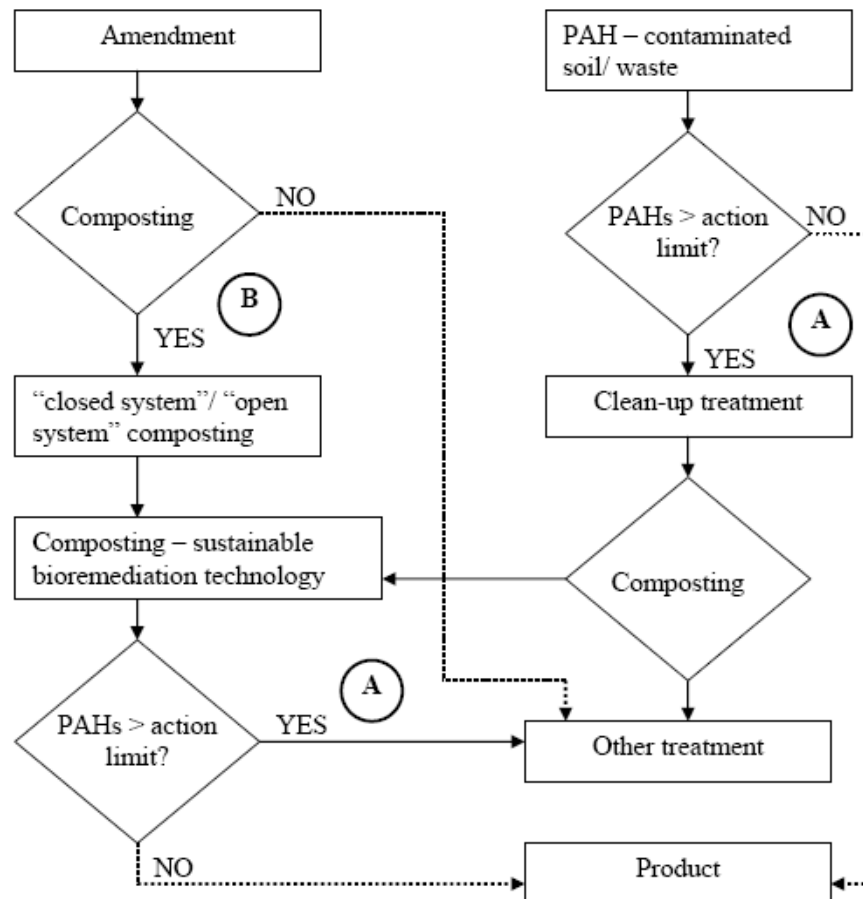 Amendment
PAH – contaminated
soil/ waste
Composting
NO
PAHs > action
limit?
NO
B
A
YES
YES
“closed system”/ “open
system” composting
Clean-up treatment
Composting – sustainable
bioremediation technology
Composting
A
PAHs > action
limit?
YES
Other treatment
NO
Product